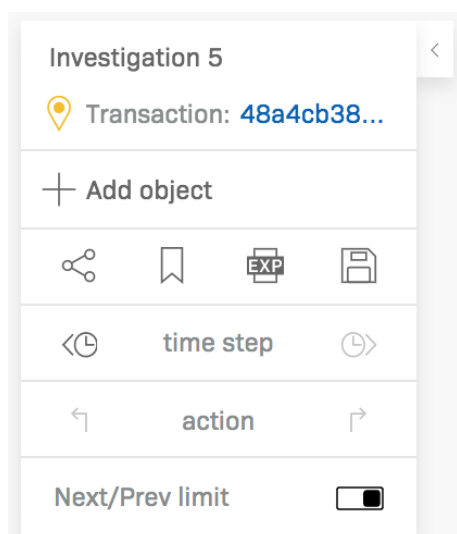 Investigation 5
Transaction: 48a4cb38...
Add object
EXP
time step
action
Next/Prev limit